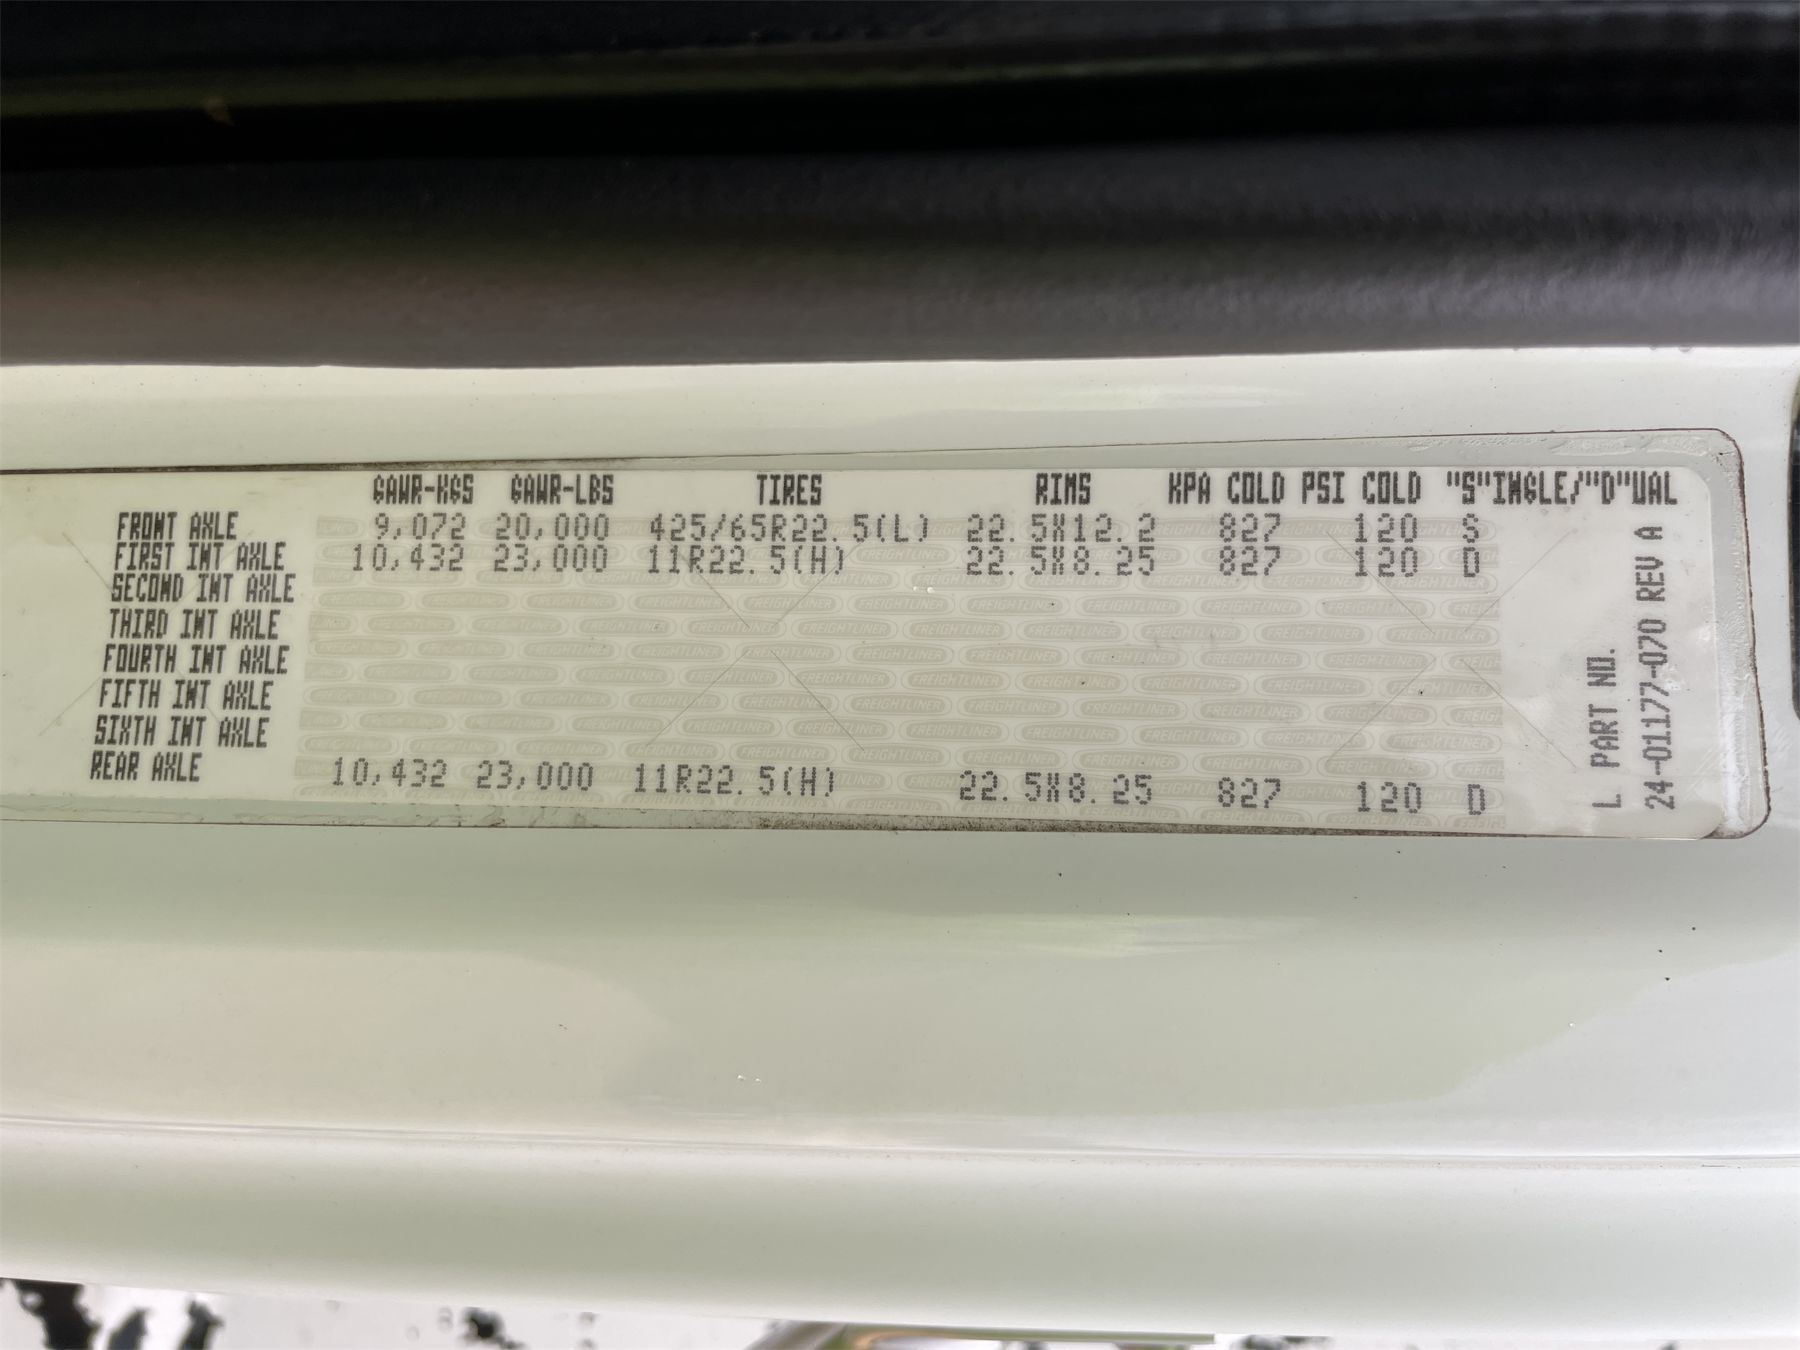 GAWR-KGS GAWR-LBS TIRES RIMS KPA COLD PSI COLD "S"INGLE/"D"UAL
FRONT AXLE 9,072 20,000 425/65R22.5(L) 22.5X12.2 827 120 S
FIRST INT AXLE 10,432 23,000 11R22.5(H) 22.5X8.25 827 120 D
SECOND INT AXLE
THIRD INT AXLE
FOURTH INT AXLE
FIFTH INT AXLE
SIXTH INT AXLE
REAR AXLE 10,432 23,000 11R22.5(H) 22.5X8.25 827 120 D
L PART NO.
24-01177-070 REV A
FREIGHTLINER